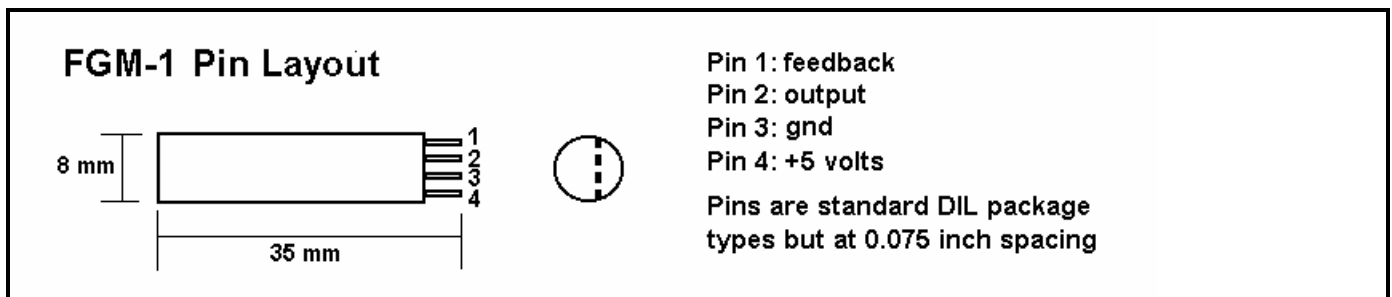 FGM-1 Pin Layout
8 mm
1
2
3
4
35 mm
Pin 1: feedback
Pin 2: output
Pin 3: gnd
Pin 4: +5 volts
Pins are standard DIL package
types but at 0.075 inch spacing